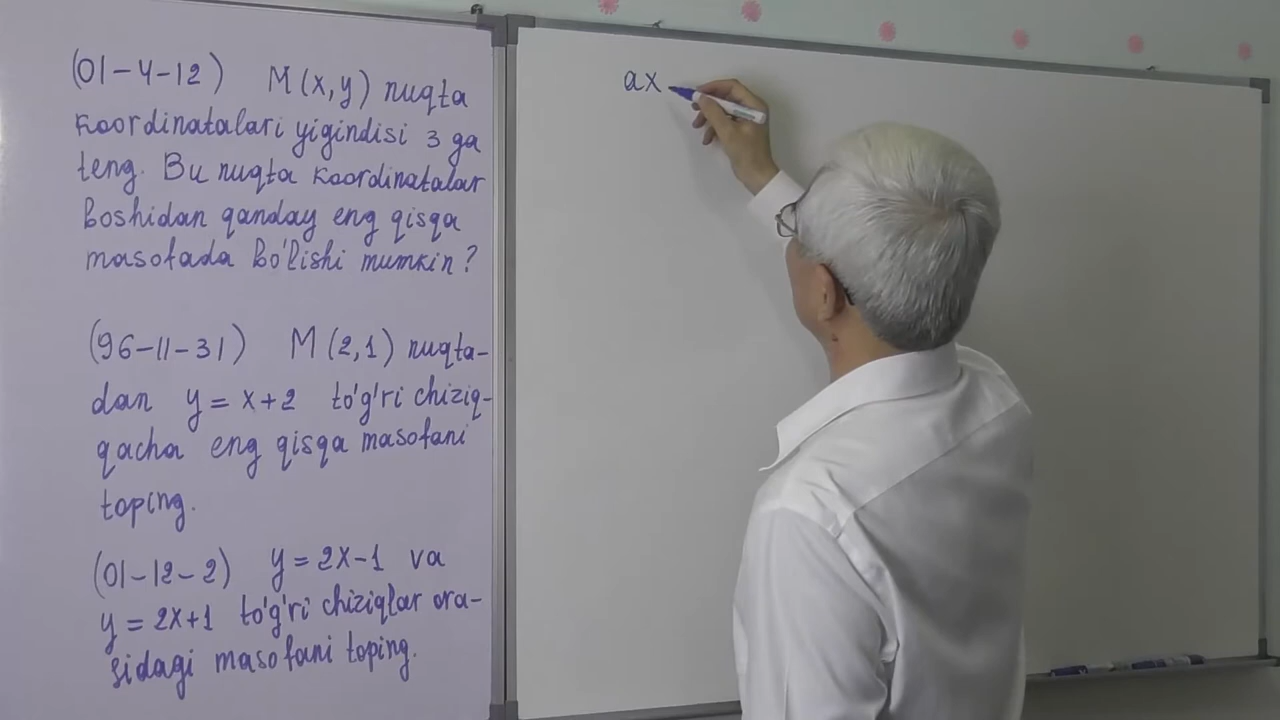 (01-4-12) M(x,y) nuqta
koordinatalari yigindisi 3 ga
teng. Bu nuqta koordinatalar
boshidan qanday eng qisqa
masofada bo'lishi mumkin?
(96-11-31) M(2,1) nuqta-
dan y = x+2 to'g'ri chiziq-
qacha eng qisqa masofani
toping.
(01-12-2) y = 2x-1 va
y = 2x+1 to'g'ri chiziqlar ora-
sidagi masofani toping.
ax